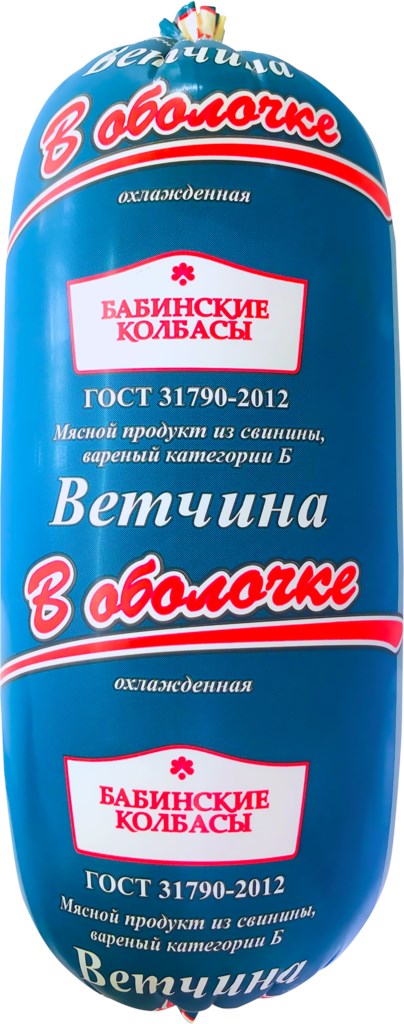 Ветчина
В оболочке
охлажденная
БАБИНСКИЕ
КОЛБАСЫ
ГОСТ 31790-2012
Мясной продукт из свинины,
вареный категории Б
Ветчина
В оболочке
охлажденная
БАБИНСКИЕ
КОЛБАСЫ
ГОСТ 31790-2012
Мясной продукт из свинины,
вареный категории Б
Ветчина